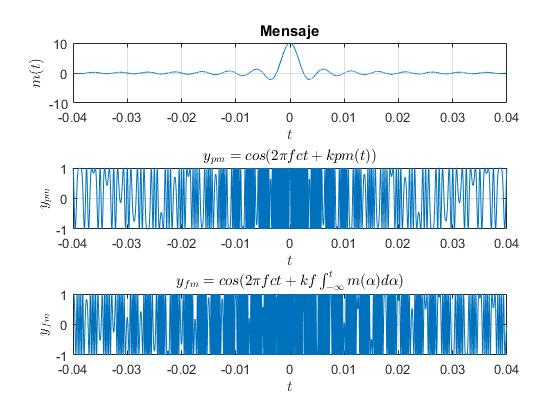 Mensaje
10
0
-10
m(t)
-0.04 -0.03 -0.02 -0.01 0 0.01 0.02 0.03 0.04
t
y_{pm} = cos(2πfct + kpm(t))
1
0
-1
y_{pm}
-0.04 -0.03 -0.02 -0.01 0 0.01 0.02 0.03 0.04
t
y_{fm} = cos(2πfct + kf ∫_{-∞}^{t} m(α)dα)
1
0
-1
y_{fm}
-0.04 -0.03 -0.02 -0.01 0 0.01 0.02 0.03 0.04
t